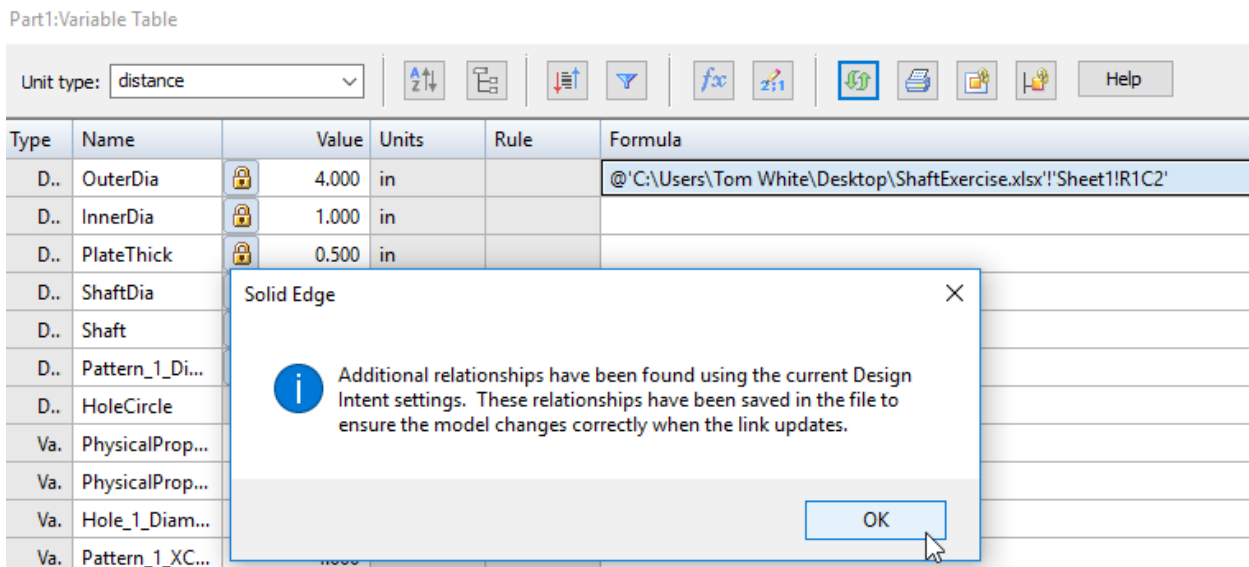 Part1:Variable Table
Unit type: distance Help
Type Name Value Units Rule Formula
D.. OuterDia 4.000 in @'C:\Users\Tom White\Desktop\ShaftExercise.xlsx'!'Sheet1!R1C2'
D.. InnerDia 1.000 in
D.. PlateThick 0.500 in
D.. ShaftDia
D.. Shaft
D.. Pattern_1_Di...
D.. HoleCircle
Va. PhysicalProp...
Va. PhysicalProp...
Va. Hole_1_Diam...
Va. Pattern_1_XC...
Solid Edge
Additional relationships have been found using the current Design
Intent settings. These relationships have been saved in the file to
ensure the model changes correctly when the link updates.
OK